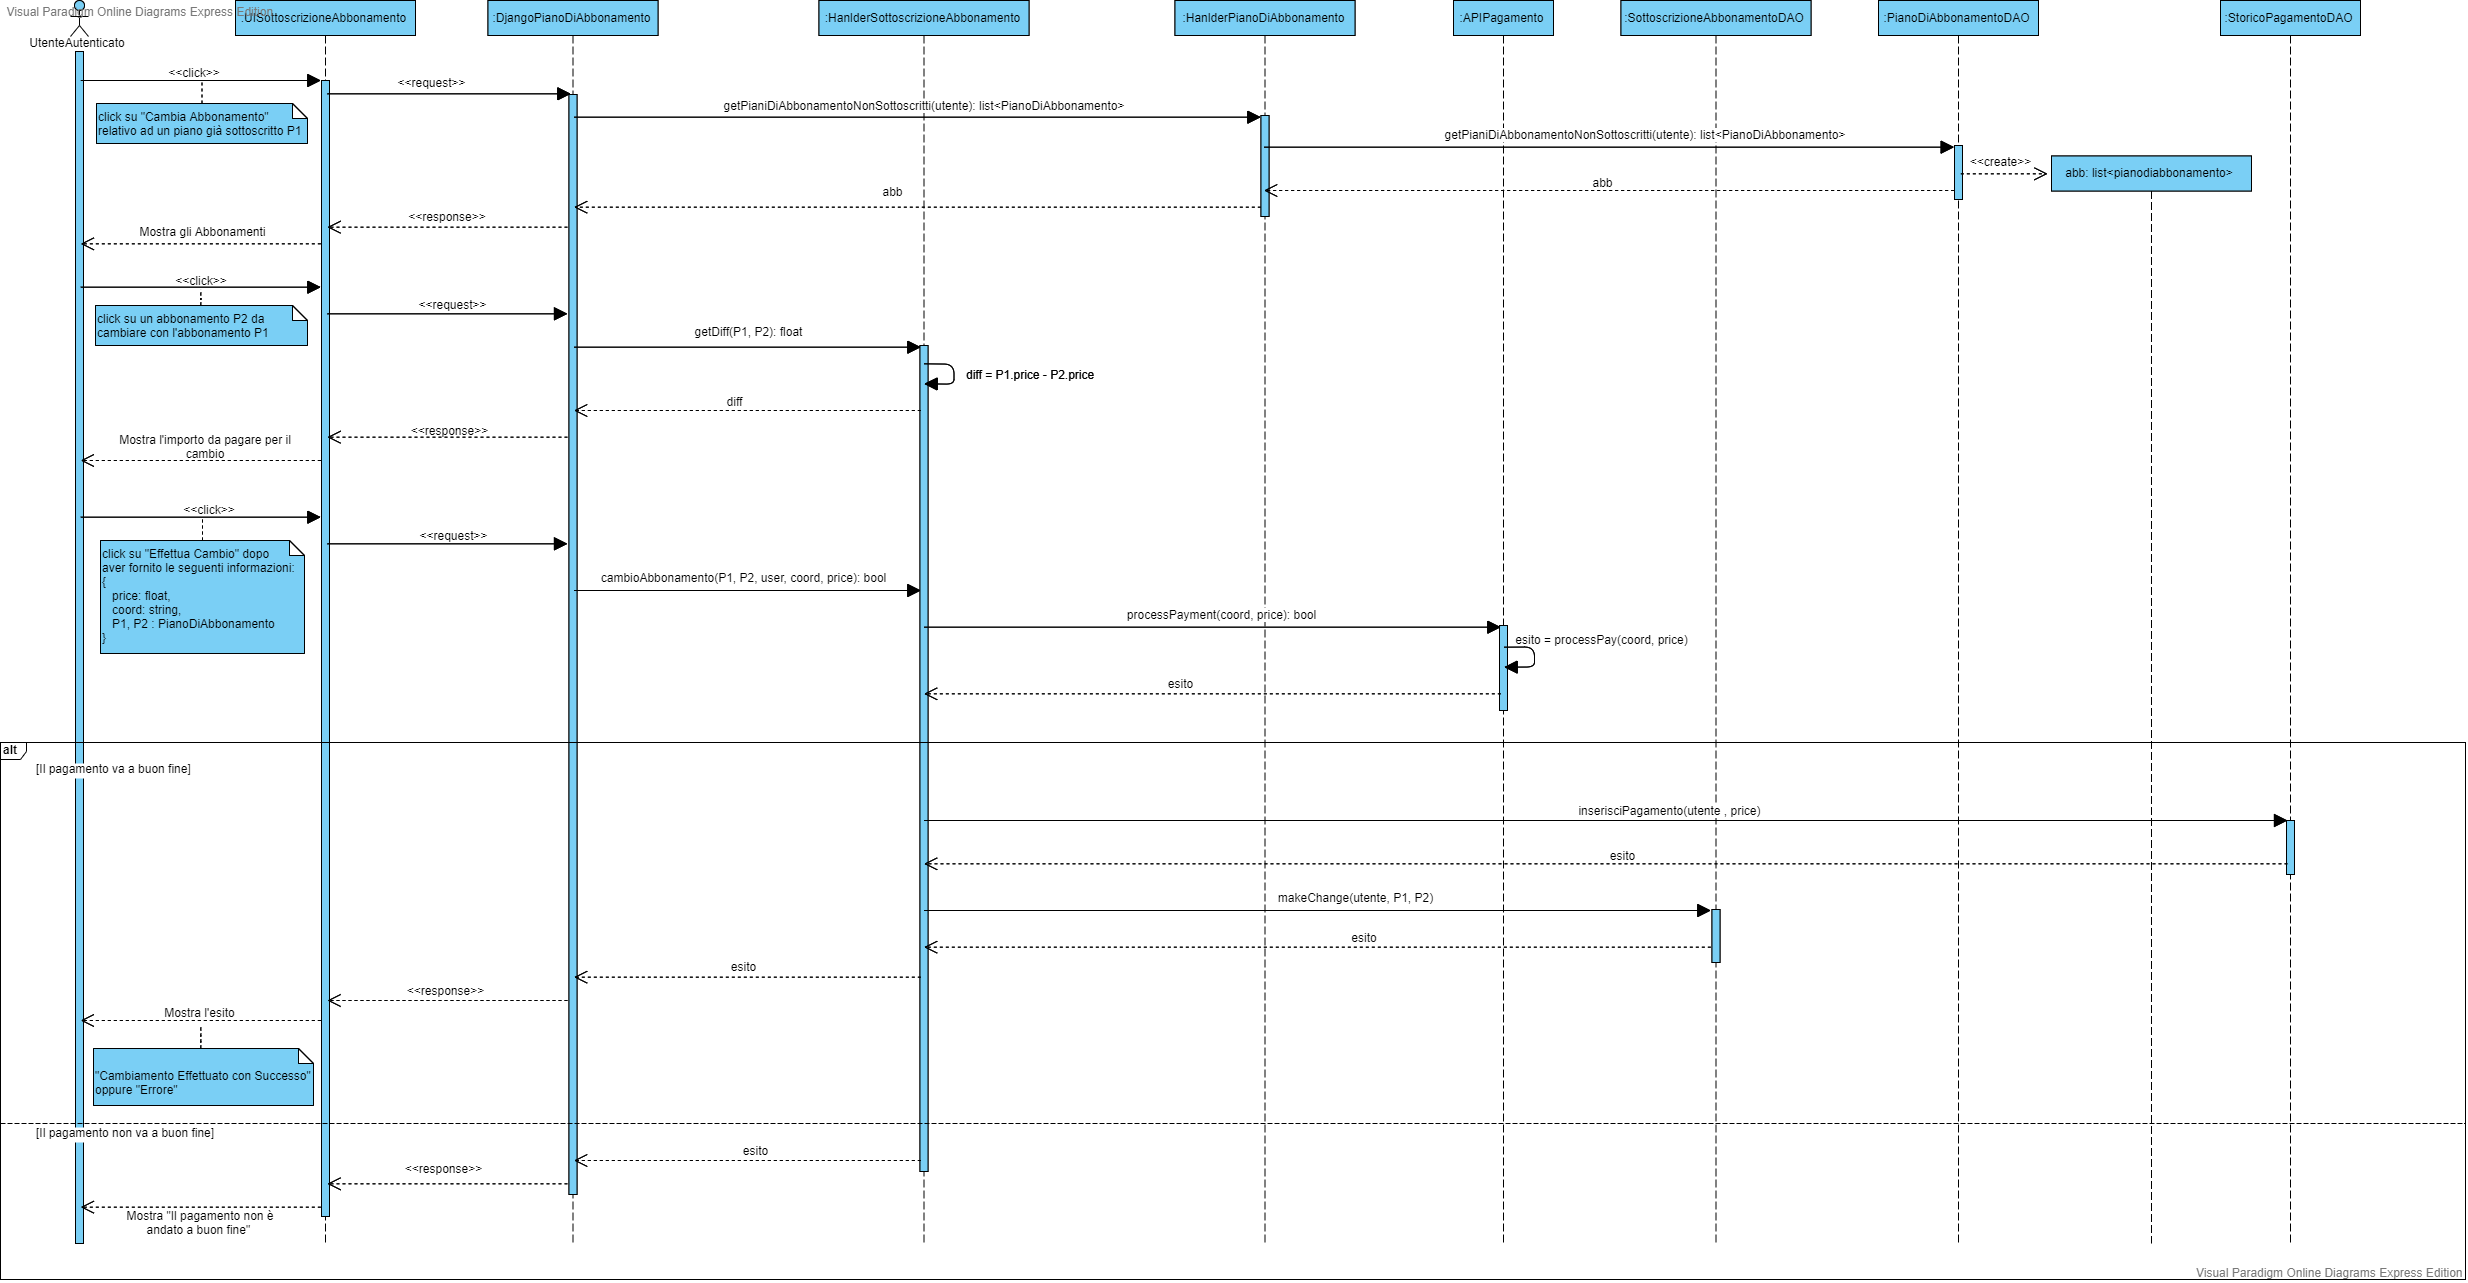 Visual Paradigm Online Diagrams Express Edition
UtenteAutenticato
:UISottoscrizioneAbbonamento
:DjangoPianoDiAbbonamento
:HanlderSottoscrizioneAbbonamento
:HanlderPianoDiAbbonamento
:APIPagamento
:SottoscrizioneAbbonamentoDAO
:PianoDiAbbonamentoDAO
:StoricoPagamentoDAO
<<click>>
<<request>>
click su "Cambia Abbonamento"
relativo ad un piano già sottoscritto P1
getPianiDiAbbonamentoNonSottoscritti(utente): list<PianoDiAbbonamento>
getPianiDiAbbonamentoNonSottoscritti(utente): list<PianoDiAbbonamento>
<<create>>
abb: list<pianodiabbonamento>
abb
abb
<<response>>
Mostra gli Abbonamenti
<<click>>
<<request>>
click su un abbonamento P2 da
cambiare con l'abbonamento P1
getDiff(P1, P2): float
diff = P1.price - P2.price
diff
<<response>>
Mostra l'importo da pagare per il
cambio
<<click>>
<<request>>
click su "Effettua Cambio" dopo
aver fornito le seguenti informazioni:
{
price: float,
coord: string,
P1, P2 : PianoDiAbbonamento
}
cambioAbbonamento(P1, P2, user, coord, price): bool
processPayment(coord, price): bool
esito = processPay(coord, price)
esito
alt
[Il pagamento va a buon fine]
inserisciPagamento(utente , price)
esito
makeChange(utente, P1, P2)
esito
esito
<<response>>
Mostra l'esito
"Cambiamento Effettuato con Successo"
oppure "Errore"
[Il pagamento non va a buon fine]
esito
<<response>>
Mostra "Il pagamento non è
andato a buon fine"
Visual Paradigm Online Diagrams Express Edition